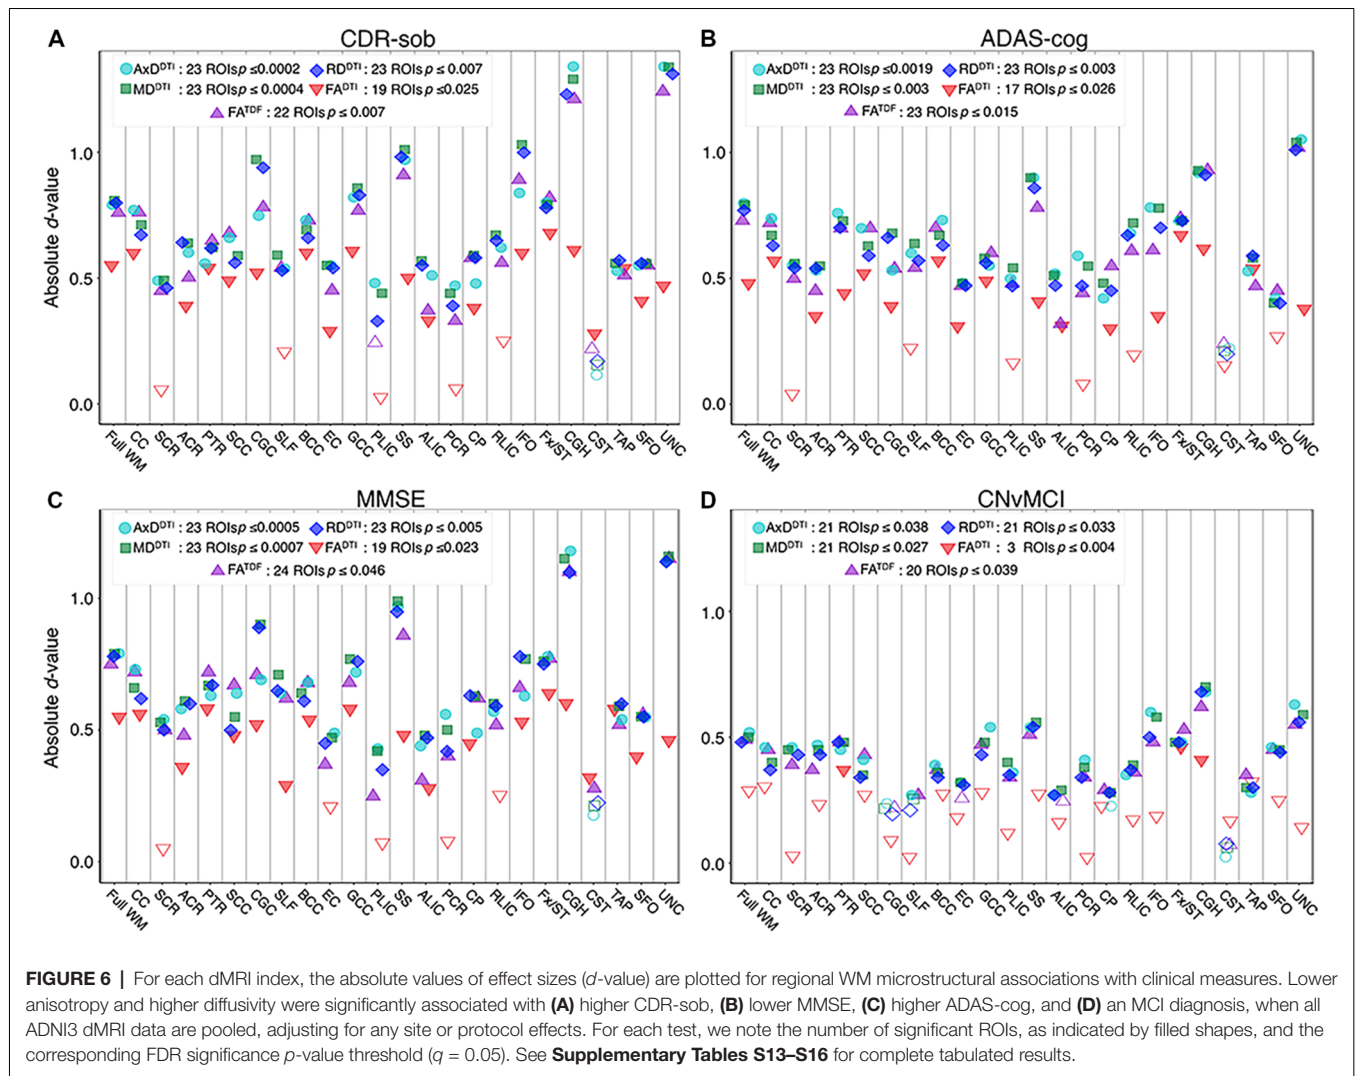 A
CDR-sob
AxD^DTI : 23 ROIs p ≤0.0002
RD^DTI : 23 ROIs p ≤ 0.007
MD^DTI : 23 ROIs p ≤ 0.0004
FA^DTI : 19 ROIs p ≤0.025
FA^TDF : 22 ROIs p ≤ 0.007
Absolute d-value
1.0
0.5
0.0
Full WM CC SCR ACR PTR SCC CGC SLF BCC EC GCC PLIC SS ALIC PCR CP RLIC IFO Fx/ST CGH CST TAP SFO UNC
B
ADAS-cog
AxD^DTI : 23 ROIs p ≤0.0019
RD^DTI : 23 ROIs p ≤ 0.003
MD^DTI : 23 ROIs p ≤ 0.003
FA^DTI : 17 ROIs p ≤ 0.026
FA^TDF : 23 ROIs p ≤ 0.015
1.0
0.5
0.0
Full WM CC SCR ACR PTR SCC CGC SLF BCC EC GCC PLIC SS ALIC PCR CP RLIC IFO Fx/ST CGH CST TAP SFO UNC
C
MMSE
AxD^DTI : 23 ROIs p ≤0.0005
RD^DTI : 23 ROIs p ≤ 0.005
MD^DTI : 23 ROIs p ≤ 0.0007
FA^DTI : 19 ROIs p ≤0.023
FA^TDF : 24 ROIs p ≤ 0.046
Absolute d-value
1.0
0.5
0.0
Full WM CC SCR ACR PTR SCC CGC SLF BCC EC GCC PLIC SS ALIC PCR CP RLIC IFO Fx/ST CGH CST TAP SFO UNC
D
CNvMCI
AxD^DTI : 21 ROIs p ≤ 0.038
RD^DTI : 21 ROIs p ≤ 0.033
MD^DTI : 21 ROIs p ≤ 0.027
FA^DTI : 3 ROIs p ≤ 0.004
FA^TDF : 20 ROIs p ≤ 0.039
1.0
0.5
0.0
Full WM CC SCR ACR PTR SCC CGC SLF BCC EC GCC PLIC SS ALIC PCR CP RLIC IFO Fx/ST CGH CST TAP SFO UNC
FIGURE 6 | For each dMRI index, the absolute values of effect sizes (d-value) are plotted for regional WM microstructural associations with clinical measures. Lower
anisotropy and higher diffusivity were significantly associated with (A) higher CDR-sob, (B) lower MMSE, (C) higher ADAS-cog, and (D) an MCI diagnosis, when all
ADNI3 dMRI data are pooled, adjusting for any site or protocol effects. For each test, we note the number of significant ROIs, as indicated by filled shapes, and the
corresponding FDR significance p-value threshold (q = 0.05). See Supplementary Tables S13–S16 for complete tabulated results.